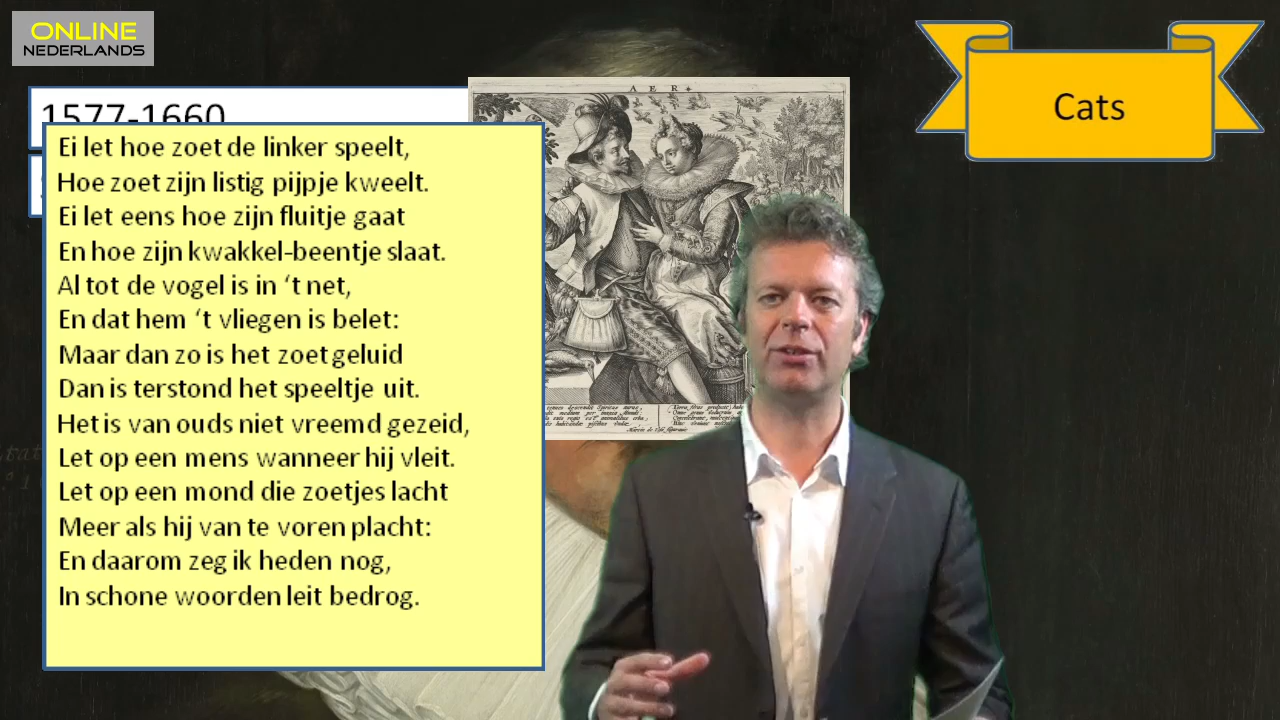 ONLINE
NEDERLANDS
1577-1660
Cats
AER
Ei let hoe zoet de linker speelt,
Hoe zoet zijn listig pijpje kweelt.
Ei let eens hoe zijn fluitje gaat
En hoe zijn kwakkel-beentje slaat.
Al tot de vogel is in ‘t net,
En dat hem ‘t vliegen is belet:
Maar dan zo is het zoet geluid
Dan is terstond het speeltje uit.
Het is van ouds niet vreemd gezeid,
Let op een mens wanneer hij vleit.
Let op een mond die zoetjes lacht
Meer als hij van te voren placht:
En daarom zeg ik heden nog,
In schone woorden leit bedrog.